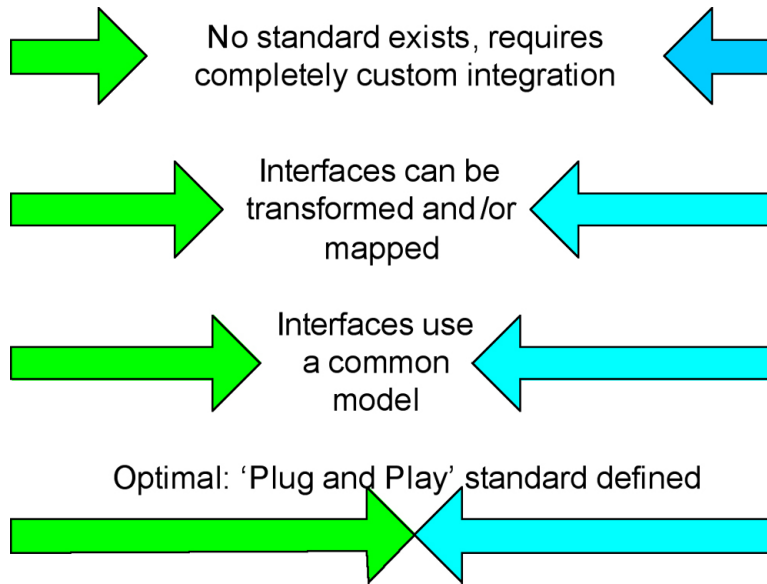 No standard exists, requires
completely custom integration
Interfaces can be
transformed and/or
mapped
Interfaces use
a common
model
Optimal: ‘Plug and Play’ standard defined